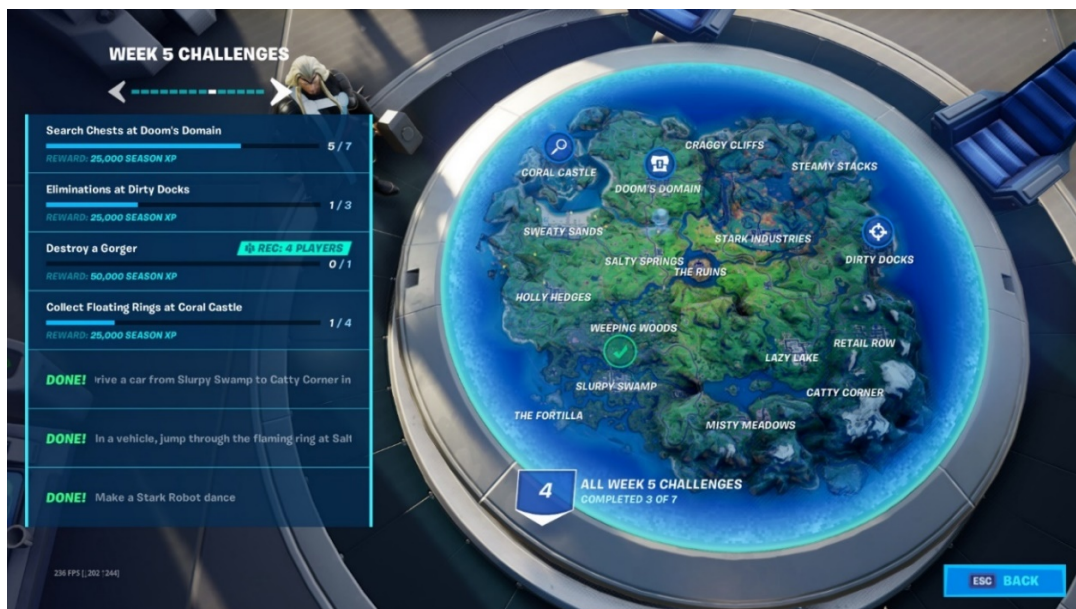 WEEK 5 CHALLENGES
Search Chests at Doom's Domain
5 / 7
REWARD: 25,000 SEASON XP
Eliminations at Dirty Docks
1 / 3
REWARD: 25,000 SEASON XP
Destroy a Gorger
REC: 4 PLAYERS
0 / 1
REWARD: 50,000 SEASON XP
Collect Floating Rings at Coral Castle
1 / 4
REWARD: 25,000 SEASON XP
DONE! rive a car from Slurpy Swamp to Catty Corner in
DONE! In a vehicle, jump through the flaming ring at Salt
DONE! Make a Stark Robot dance
CRAGGY CLIFFS
STEAMY STACKS
CORAL CASTLE
DOOM'S DOMAIN
SWEATY SANDS
STARK INDUSTRIES
DIRTY DOCKS
SALTY SPRINGS
THE RUINS
HOLLY HEDGES
WEEPING WOODS
RETAIL ROW
LAZY LAKE
SLURPY SWAMP
CATTY CORNER
THE FORTILLA
MISTY MEADOWS
4
ALL WEEK 5 CHALLENGES
COMPLETED 3 OF 7
ESC BACK